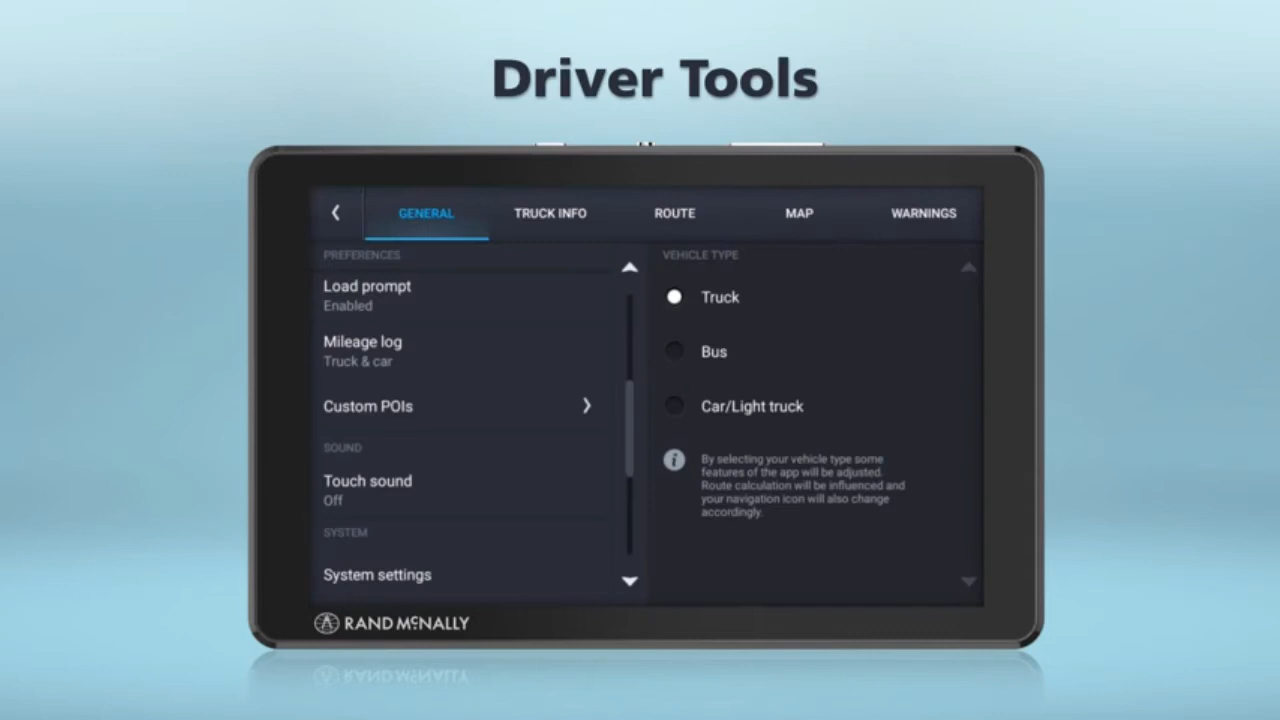 Driver Tools
GENERAL
TRUCK INFO
ROUTE
MAP
WARNINGS
PREFERENCES
Load prompt
Enabled
Mileage log
Truck & car
Custom POIs
SOUND
Touch sound
Off
SYSTEM
System settings
VEHICLE TYPE
Truck
Bus
Car/Light truck
By selecting your vehicle type some
features of the app will be adjusted.
Route calculation will be influenced and
your navigation icon will also change
accordingly.
RAND MCNALLY